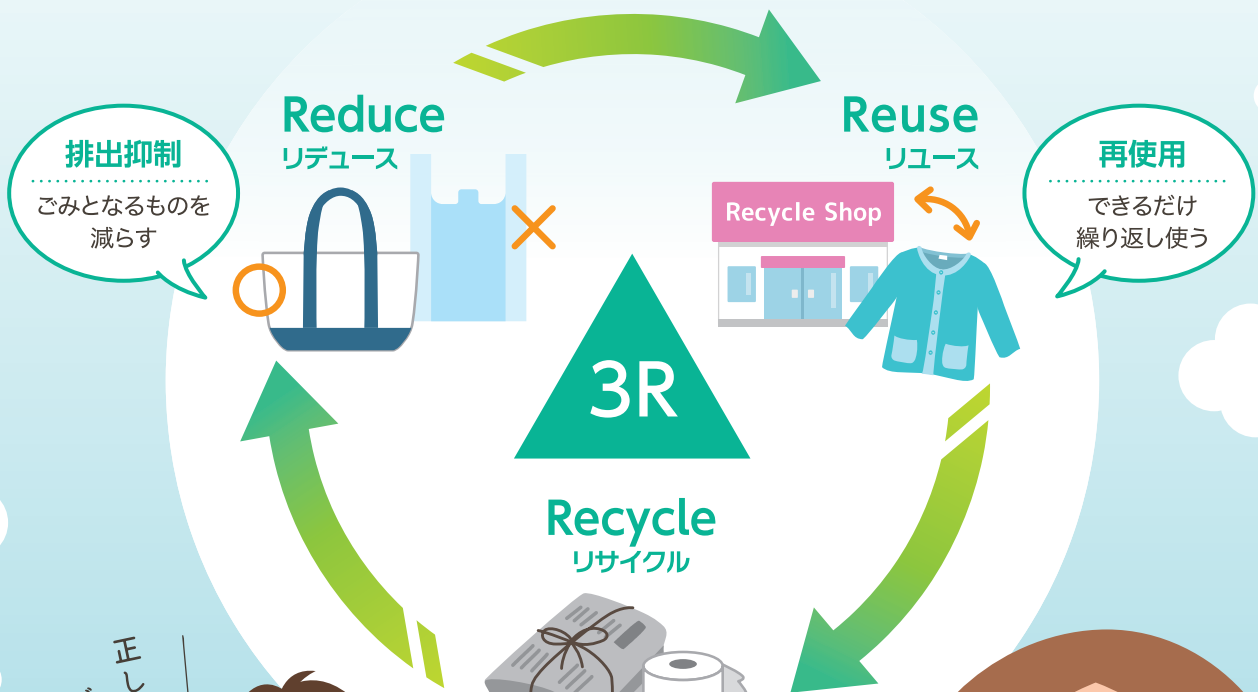 Reduce
リデュース
排出抑制
ごみとなるものを
減らす
Reuse
リユース
再使用
できるだけ
繰り返し使う
Recycle Shop
3R
Recycle
リサイクル
正し